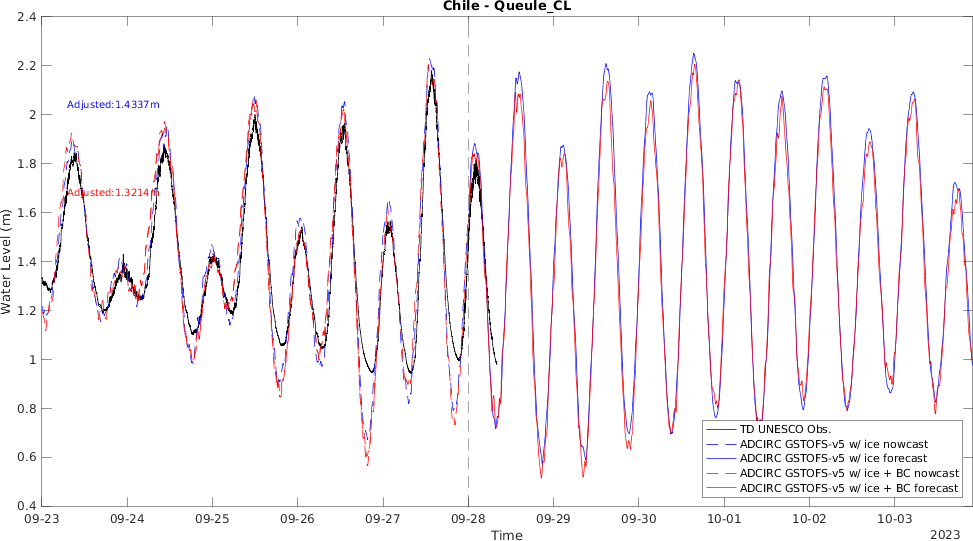 Chile - Queule_CL
2.4
2.2
2
1.8
1.6
1.4
1.2
1
0.8
0.6
0.4
Water Level (m)
Adjusted:1.4337m
Adjusted:1.3214m
TD UNESCO Obs.
ADCIRC GSTOFS-v5 w/ ice nowcast
ADCIRC GSTOFS-v5 w/ ice forecast
ADCIRC GSTOFS-v5 w/ ice + BC nowcast
ADCIRC GSTOFS-v5 w/ ice + BC forecast
09-23 09-24 09-25 09-26 09-27 09-28 09-29 09-30 10-01 10-02 10-03
Time
2023